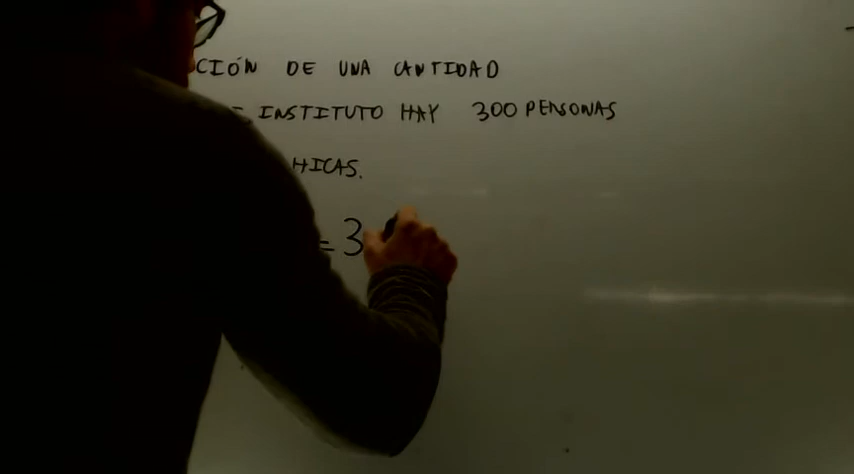 CIÓN DE UNA CANTIDAD
INSTITUTO HAY 300 PERSONAS
HICAS.
= 3